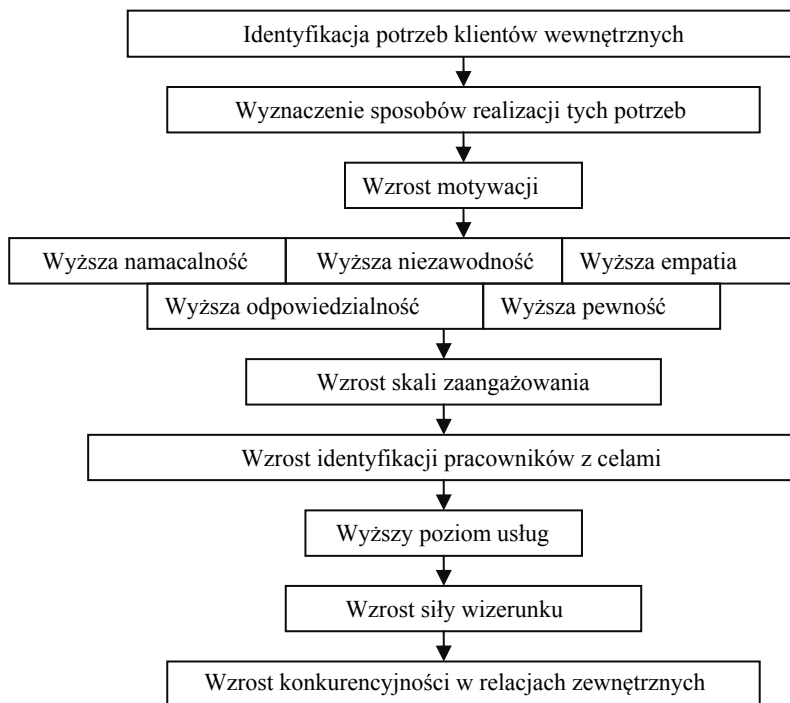 Identyfikacja potrzeb klientów wewnętrznych
Wyznaczenie sposobów realizacji tych potrzeb
Wzrost motywacji
Wyższa namacalność
Wyższa niezawodność
Wyższa empatia
Wyższa odpowiedzialność
Wyższa pewność
Wzrost skali zaangażowania
Wzrost identyfikacji pracowników z celami
Wyższy poziom usług
Wzrost siły wizerunku
Wzrost konkurencyjności w relacjach zewnętrznych